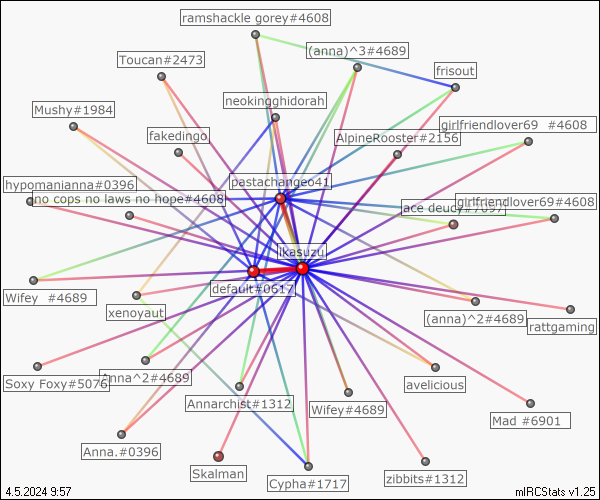 ramshackle gorey#4608
(anna)^3#4689
Toucan#2473
frisout
neokingghidorah
Mushy#1984
girlfriendlover69 #4608
fakedingo
AlpineRooster#2156
pastachangeo41
hypomanianna#0396
no cops no laws no hope#4608
girlfriendlover69#4608
ace deucy#7697
Ikasuzu
default#0617
Wifey #4689
xenoyaut
(anna)^2#4689
rattgaming
Soxy Foxy#5076
Anna^2#4689
avelicious
Annarchist#1312
Wifey#4689
Mad #6901
Anna.#0396
Skalman
Cypha#1717
zibbits#1312
4.5.2024 9:57
mIRCStats v1.25